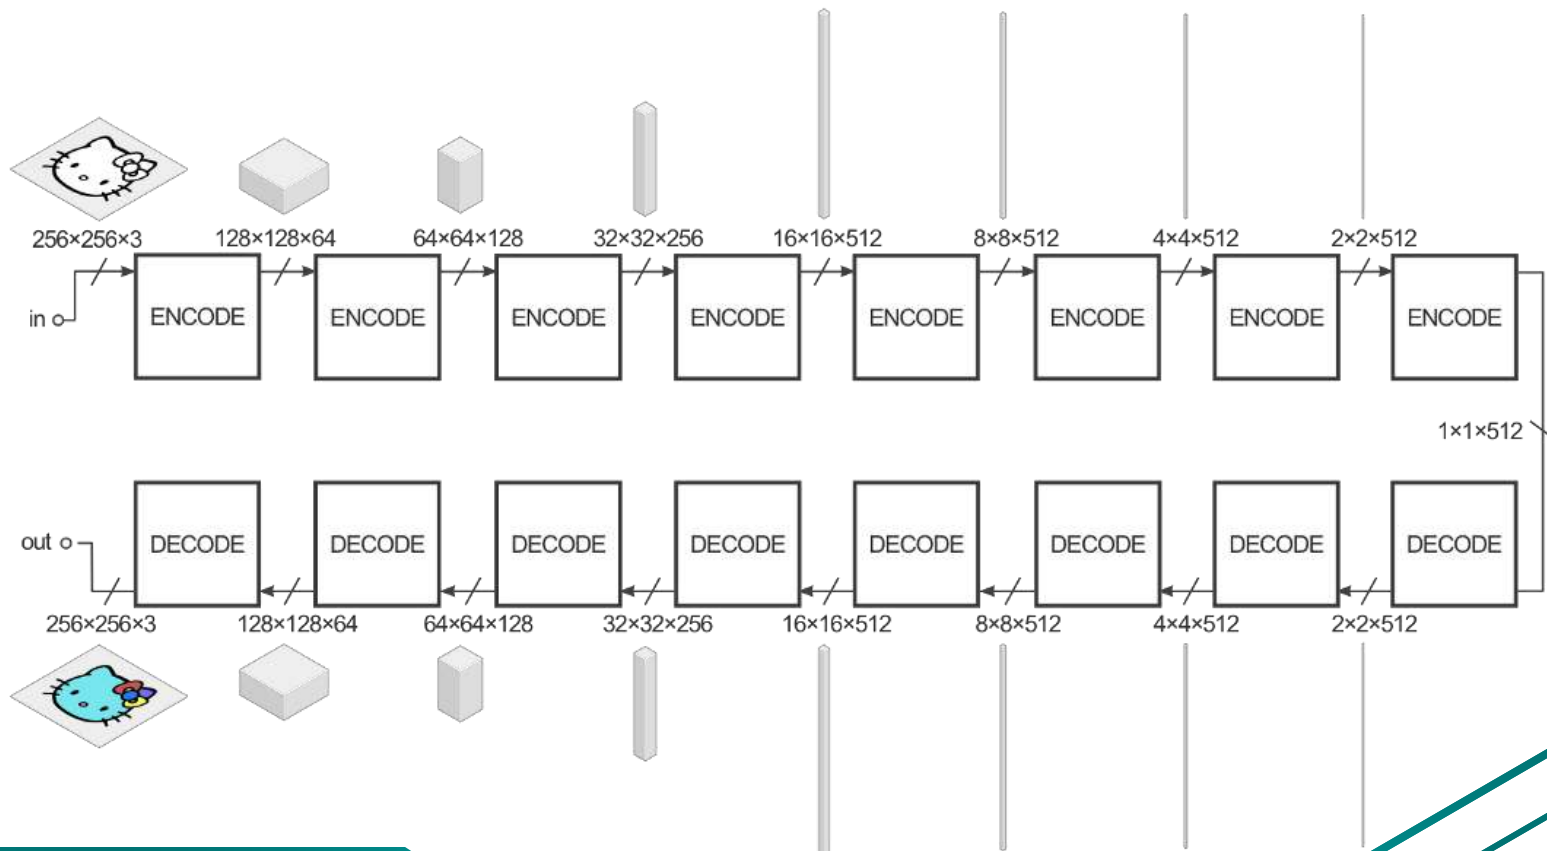 256×256×3 128×128×64 64×64×128 32×32×256 16×16×512 8×8×512 4×4×512 2×2×512
in ENCODE ENCODE ENCODE ENCODE ENCODE ENCODE ENCODE ENCODE
1×1×512
out DECODE DECODE DECODE DECODE DECODE DECODE DECODE DECODE
256×256×3 128×128×64 64×64×128 32×32×256 16×16×512 8×8×512 4×4×512 2×2×512